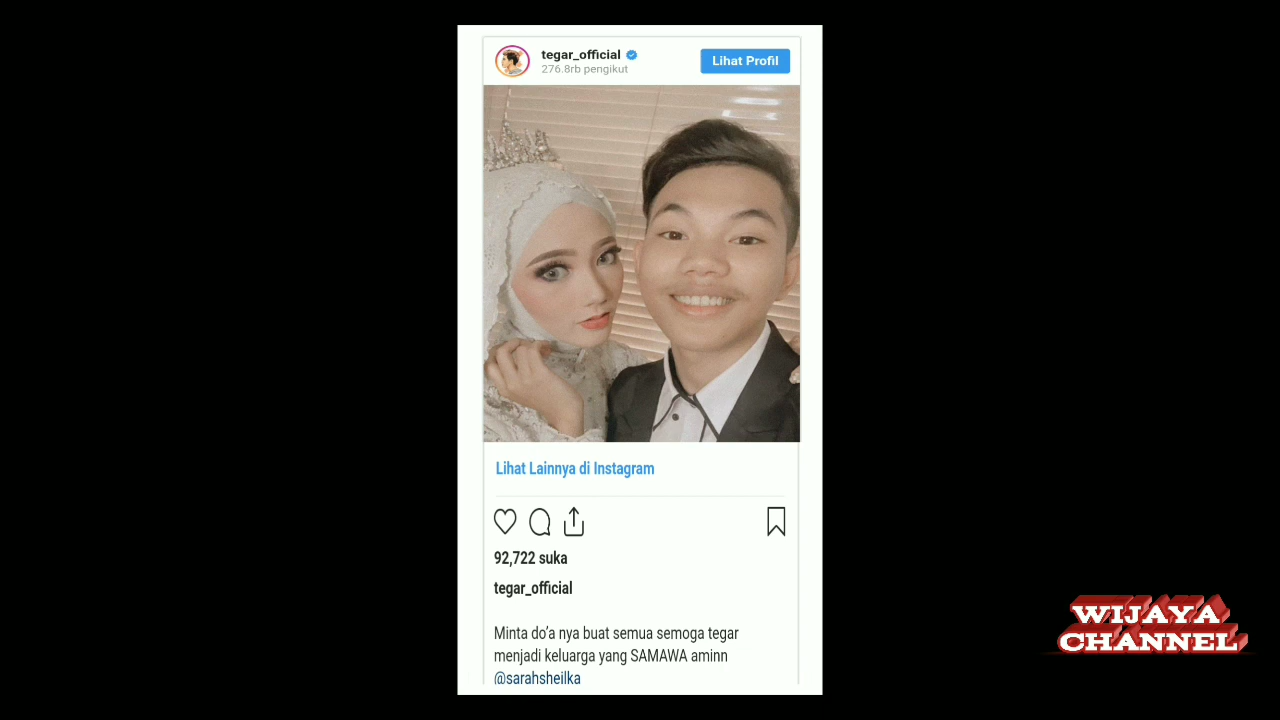 tegar_official
276.8rb pengikut
Lihat Profil
Lihat Lainnya di Instagram
92,722 suka
tegar_official
Minta do’a nya buat semua semoga tegar
menjadi keluarga yang SAMAWA aminn
@sarahsheilka
WIJAYA
CHANNEL